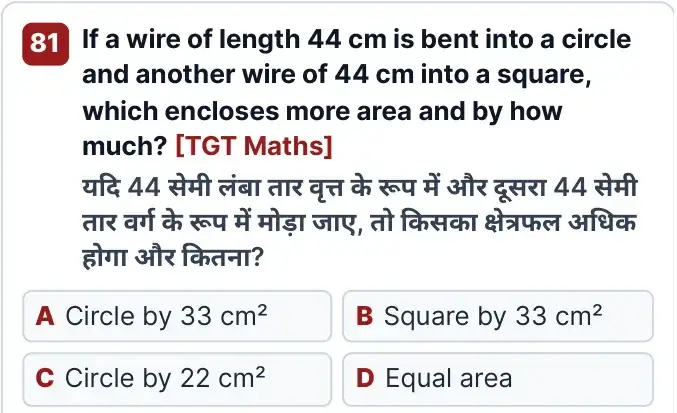 81 If a wire of length 44 cm is bent into a circle
and another wire of 44 cm into a square,
which encloses more area and by how
much? [TGT Maths]
यदि 44 सेमी लंबा तार वृत्त के रूप में और दूसरा 44 सेमी
तार वर्ग के रूप में मोड़ा जाए, तो किसका क्षेत्रफल अधिक
होगा और कितना?
A Circle by 33 cm²
B Square by 33 cm²
C Circle by 22 cm²
D Equal area